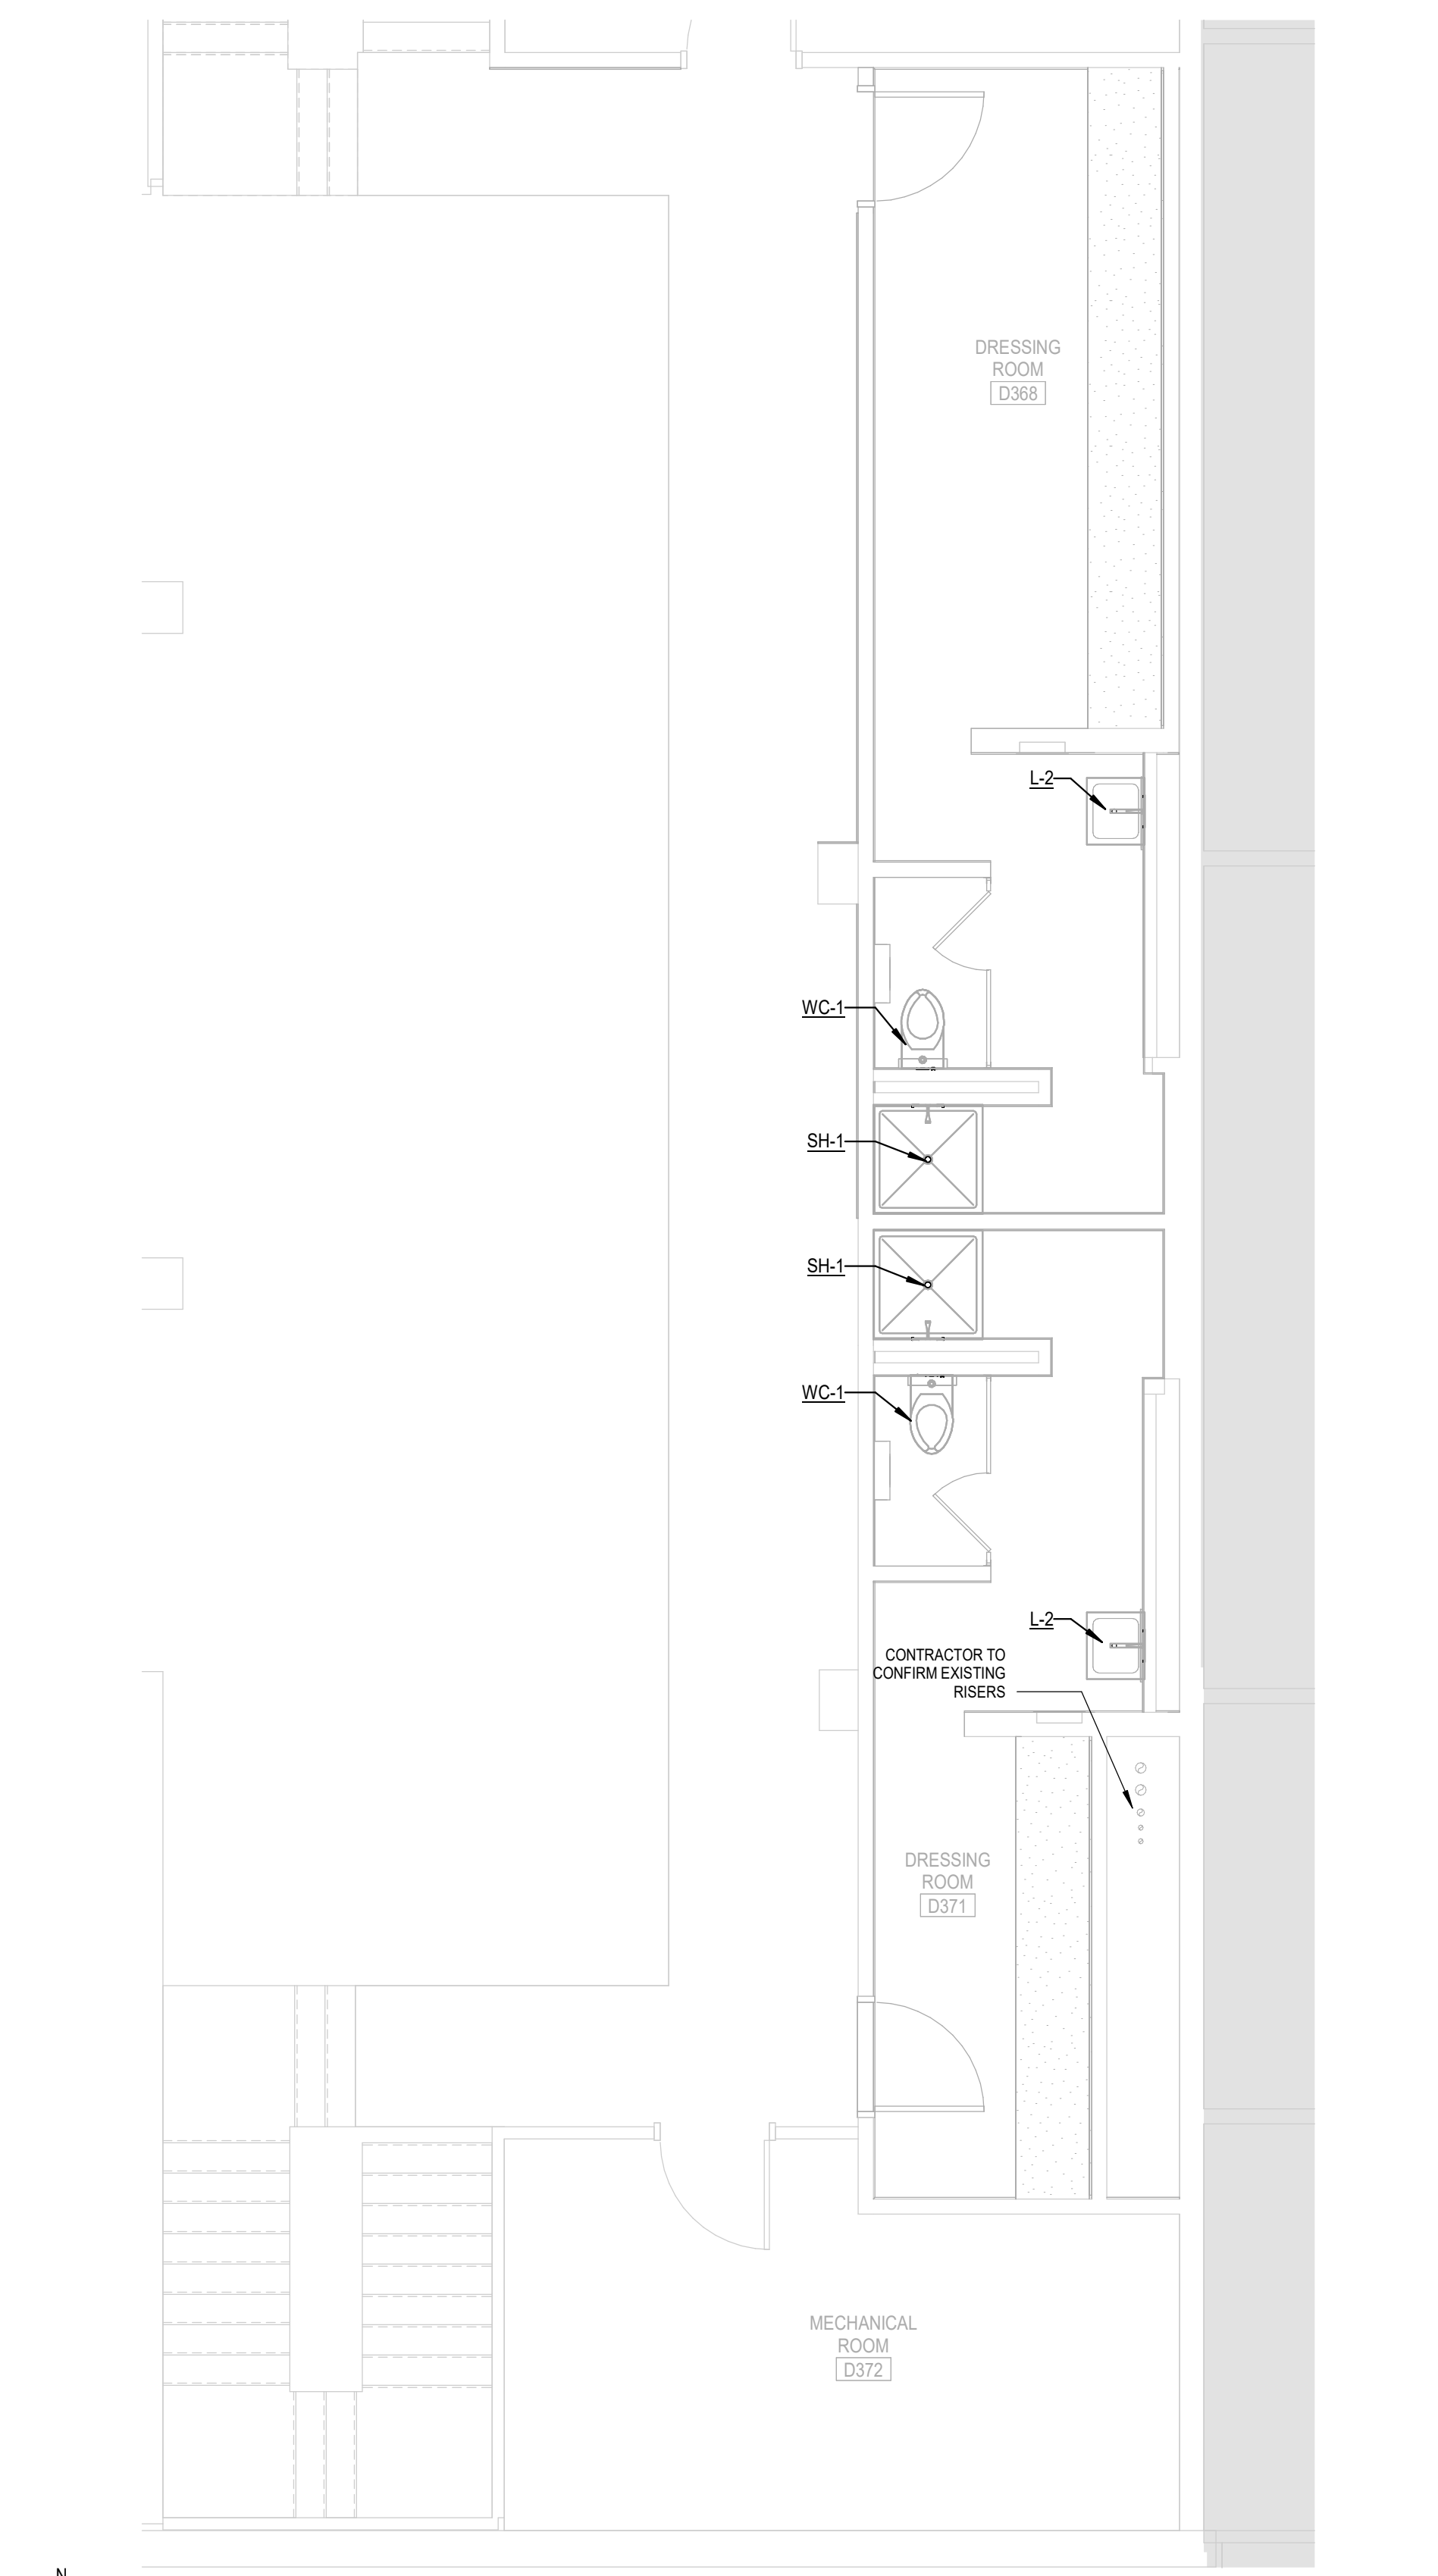 DRESSING
ROOM
D368
L-2
WC-1
SH-1
SH-1
WC-1
L-2
CONTRACTOR TO
CONFIRM EXISTING
RISERS
DRESSING
ROOM
D371
MECHANICAL
ROOM
D372
N